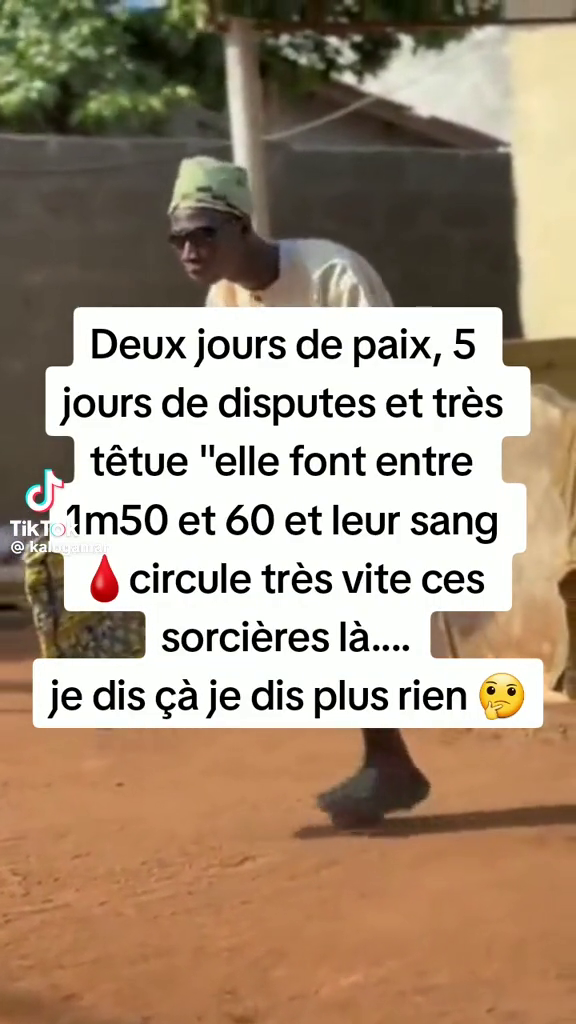 Deux jours de paix, 5
jours de disputes et très
têtue "elle font entre
1m50 et 60 et leur sang
🩸circule très vite ces
sorcières là....
je dis çà je dis plus rien 🤔
TikTok